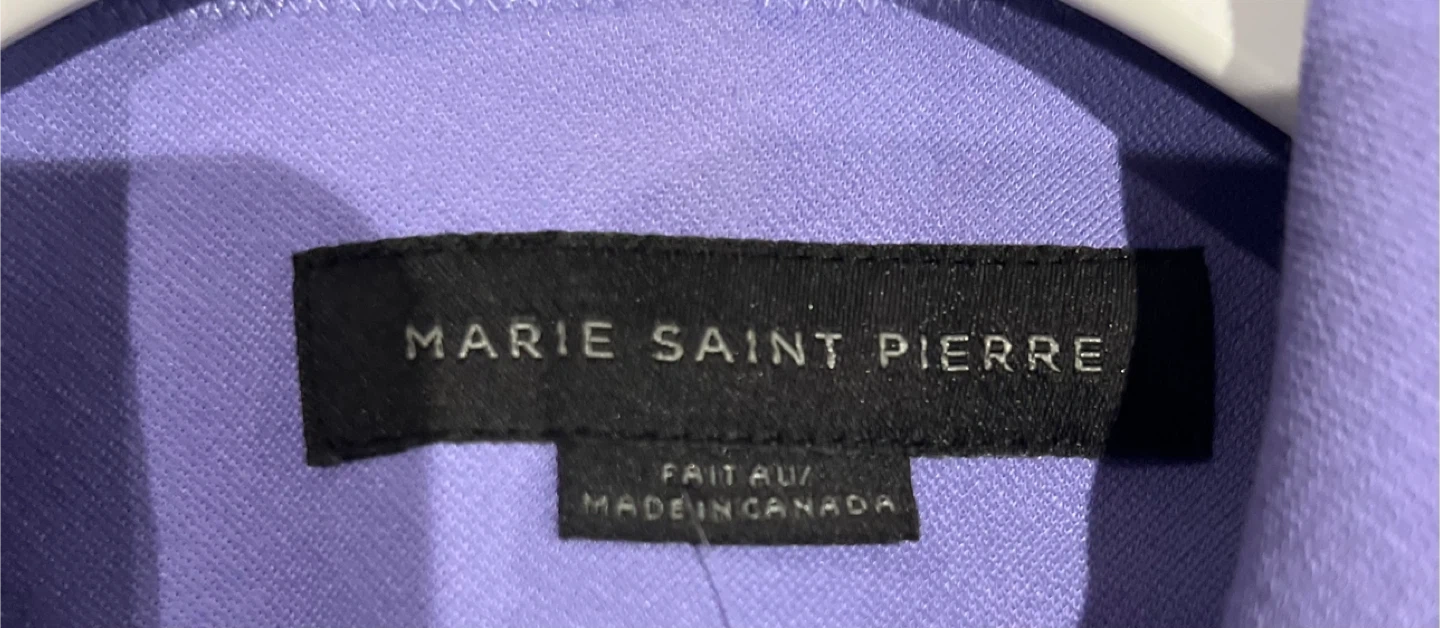 MARIE SAINT PIERRE
FAIT AU/
MADE IN CANADA